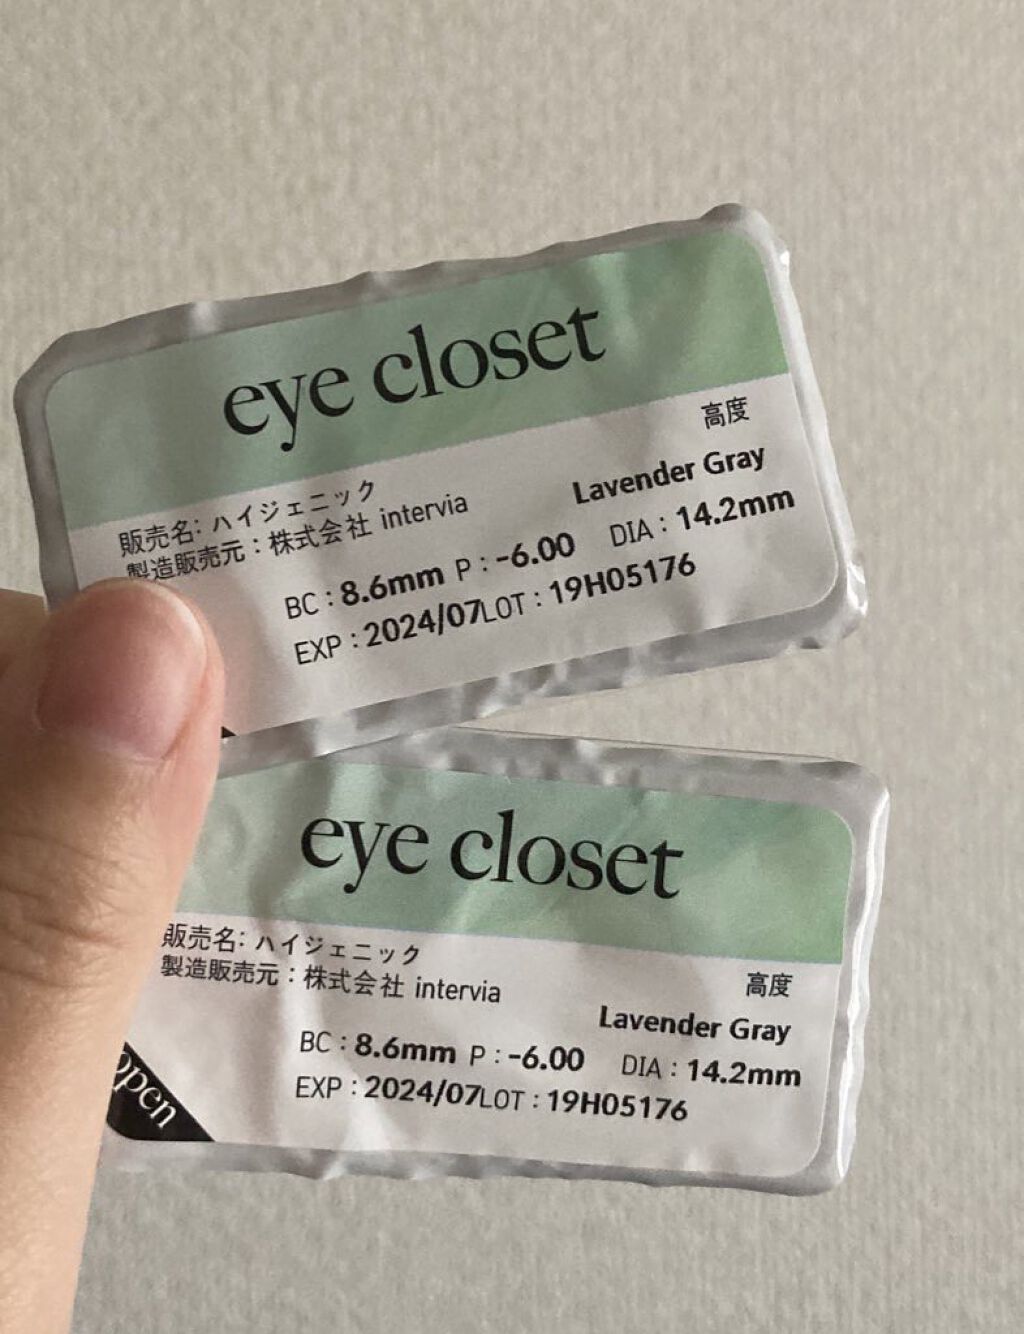 eye closet
高度
販売名: ハイジェニック
Lavender Gray
製造販売元：株式会社 intervia
BC : 8.6mm P : -6.00 DIA : 14.2mm
EXP : 2024/07LOT : 19H05176
eye closet
販売名: ハイジェニック
製造販売元：株式会社 intervia
高度
Lavender Gray
BC : 8.6mm P : -6.00 DIA : 14.2mm
EXP : 2024/07LOT : 19H05176
open